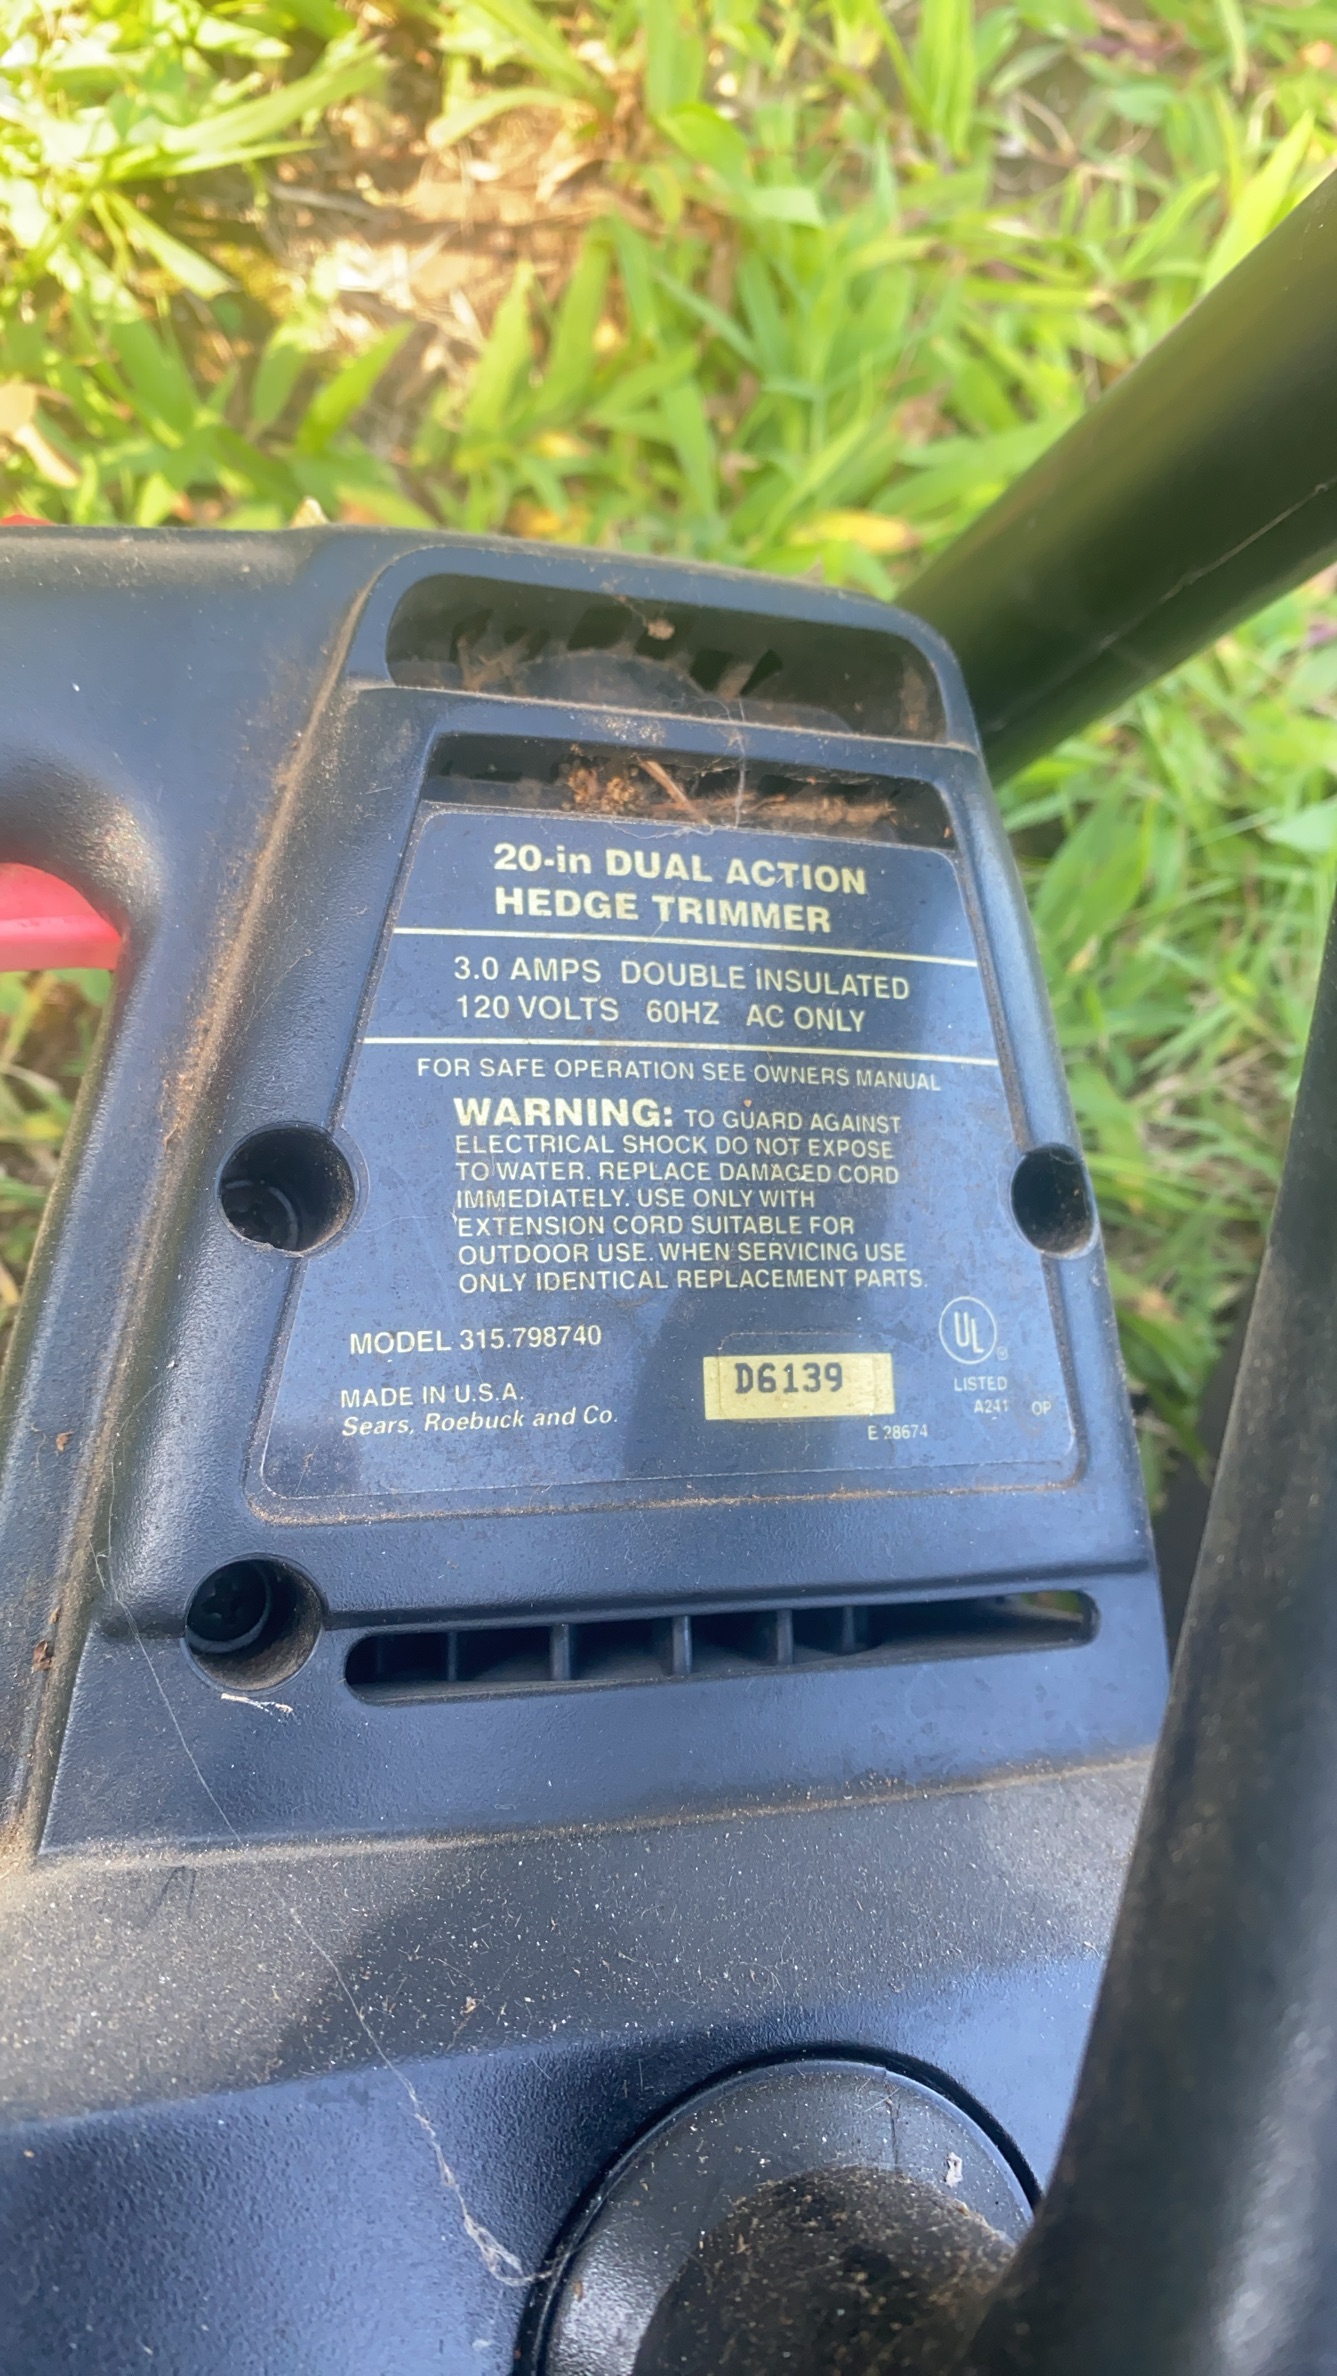 20-in DUAL ACTION
HEDGE TRIMMER
3.0 AMPS DOUBLE INSULATED
120 VOLTS 60HZ AC ONLY
FOR SAFE OPERATION SEE OWNERS MANUAL
WARNING: TO GUARD AGAINST
ELECTRICAL SHOCK DO NOT EXPOSE
TO WATER. REPLACE DAMAGED CORD
IMMEDIATELY. USE ONLY WITH
EXTENSION CORD SUITABLE FOR
OUTDOOR USE. WHEN SERVICING USE
ONLY IDENTICAL REPLACEMENT PARTS.
MODEL 315.798740
MADE IN U.S.A.
Sears, Roebuck and Co.
D6139
UL ®
LISTED
A241 OP
E 28674